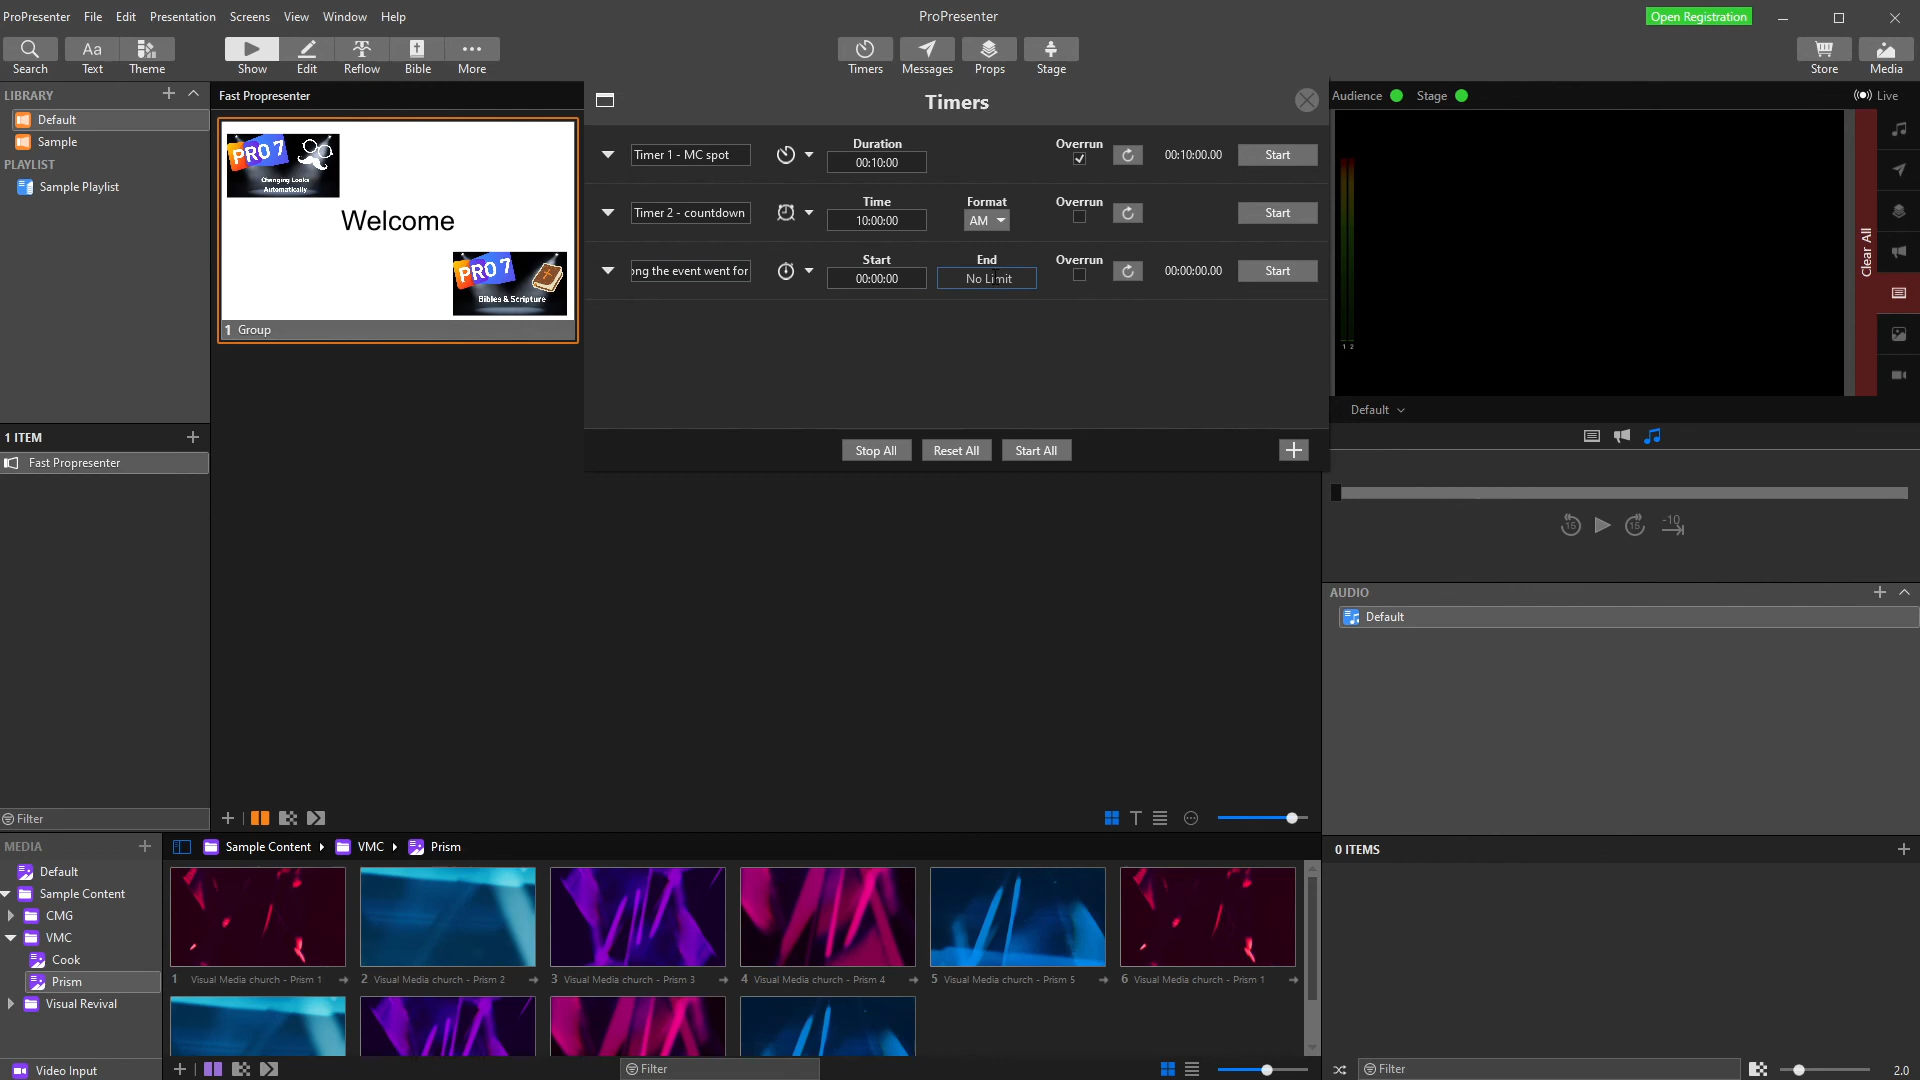 ProPresenter File Edit Presentation Screens View Window Help
ProPresenter
Open Registration
Search Text Theme Show Edit Reflow Bible More
Aa
Timers Messages Props Stage
Store Media
LIBRARY
Default
Sample
PLAYLIST
Sample Playlist
1 ITEM
Fast Propresenter
Filter
Fast Propresenter
PRO 7
Changing Looks
Automatically
Welcome
PRO 7
Bibles & Scripture
1 Group
Timers
Timer 1 - MC spot
Duration
00:10:00
Overrun
00:10:00.00
Start
Timer 2 - countdown
Time
10:00:00
Format
AM
Overrun
Start
ong the event went for
Start
00:00:00
End
No Limit
Overrun
00:00:00.00
Start
Stop All Reset All Start All
Audience Stage Live
1 2
Clear All
Default
15 15 -10
AUDIO
Default
MEDIA
Default
Sample Content
CMG
VMC
Cook
Prism
Visual Revival
Video Input
Sample Content VMC Prism
1 Visual Media church - Prism 1
2 Visual Media church - Prism 2
3 Visual Media church - Prism 3
4 Visual Media church - Prism 4
5 Visual Media church - Prism 5
6 Visual Media church - Prism 1
Filter
0 ITEMS
Filter
2.0